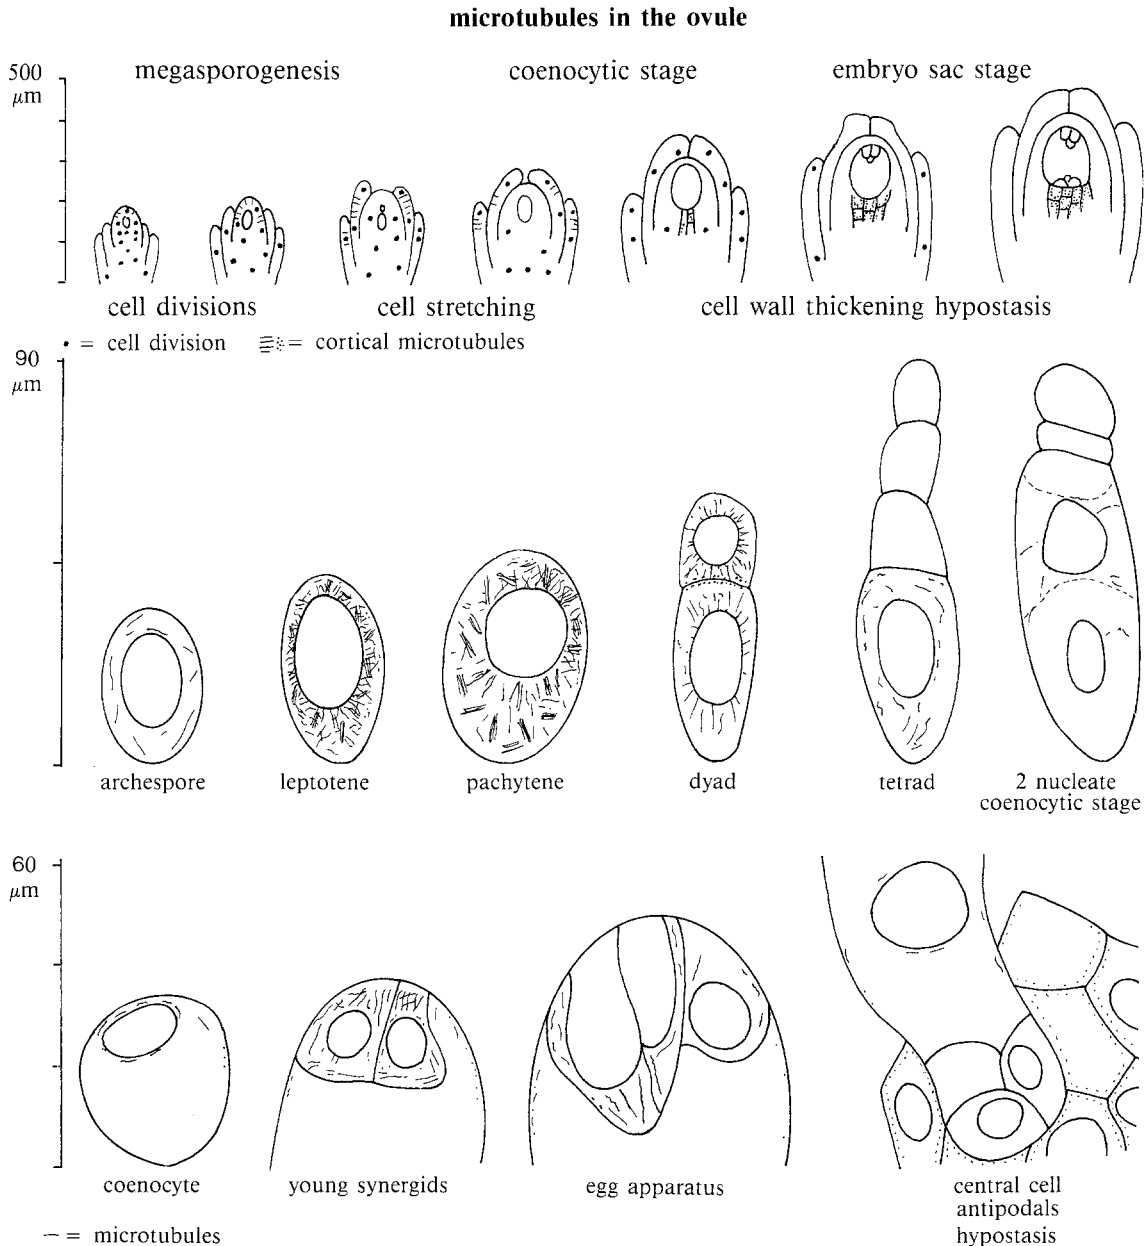 microtubules in the ovule
500
μm
megasporogenesis coenocytic stage embryo sac stage
cell divisions cell stretching cell wall thickening hypostasis
• = cell division = cortical microtubules
90
μm
archespore leptotene pachytene dyad tetrad 2 nucleate
coenocytic stage
60
μm
coenocyte young synergids egg apparatus central cell
antipodals
hypostasis
– = microtubules